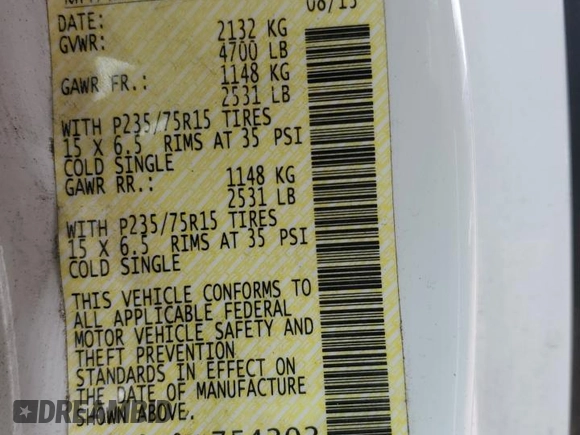 DATE: 08/15
GVWR: 2132 KG
4700 LB
GAWR FR.: 1148 KG
2531 LB
WITH P235/75R15 TIRES
15 X 6.5 RIMS AT 35 PSI
COLD SINGLE
GAWR RR.: 1148 KG
2531 LB
WITH P235/75R15 TIRES
15 X 6.5 RIMS AT 35 PSI
COLD SINGLE
THIS VEHICLE CONFORMS TO
ALL APPLICABLE FEDERAL
MOTOR VEHICLE SAFETY AND
THEFT PREVENTION
STANDARDS IN EFFECT ON
THE DATE OF MANUFACTURE
SHOWN ABOVE.
DREAMBID